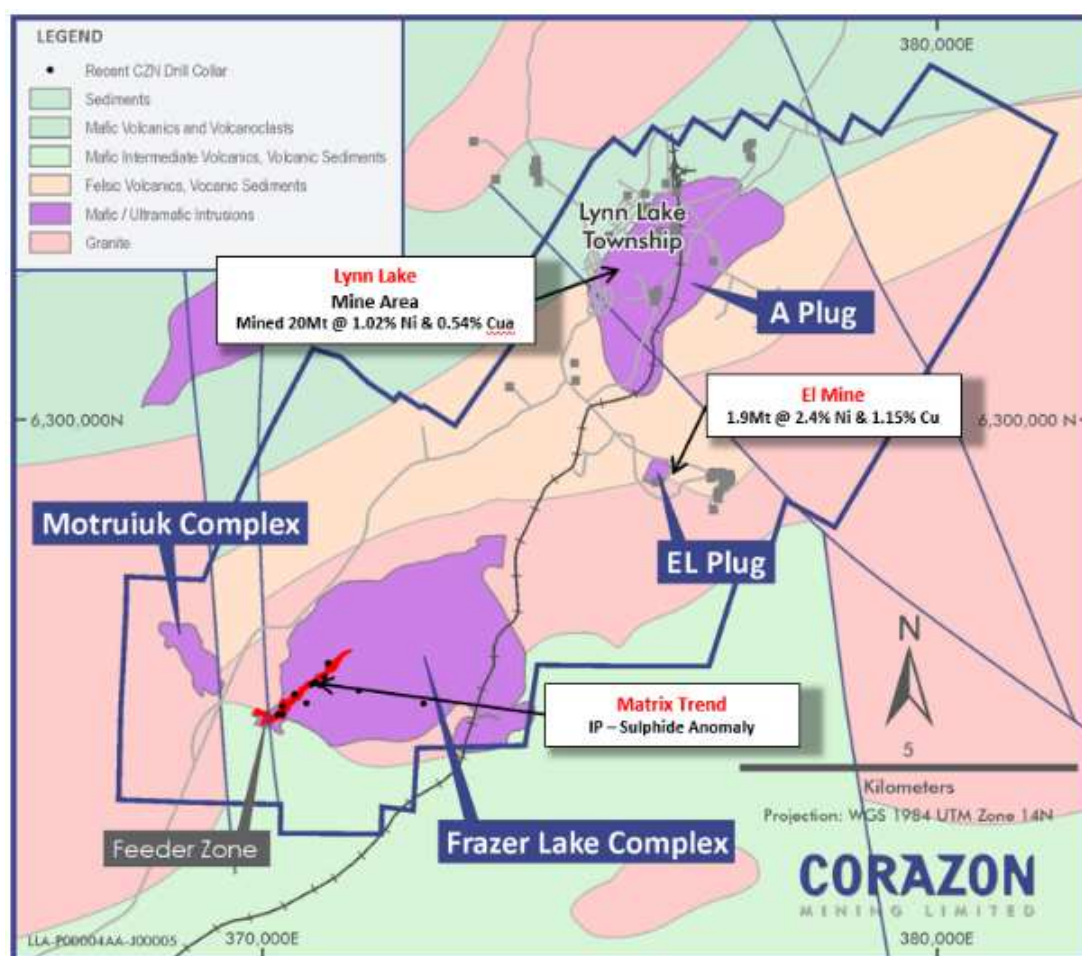 LEGEND
Recent CZN Drill Collar
Sediments
Mafic Volcanics and Volcanoclasts
Mafic Intermediate Volcanics, Volcanic Sediments
Felsic Volcanics, Vocanic Sediments
Mafic / Ultramafic Intrusions
Granite
380,000E
Lynn Lake
Township
Lynn Lake
Mine Area
Mined 20Mt @ 1.02% Ni & 0.54% Cua
A Plug
El Mine
1.9Mt @ 2.4% Ni & 1.15% Cu
6,300,000N
6,300,000 N
Motruiuk Complex
EL Plug
N
Matrix Trend
IP – Sulphide Anomaly
5
Kilometers
Projection: WGS 1984 UTM Zone 14N
Feeder Zone
Frazer Lake Complex
CORAZON
MINING LIMITED
LLA-P00004AA-J00005
370,000E
380,000E